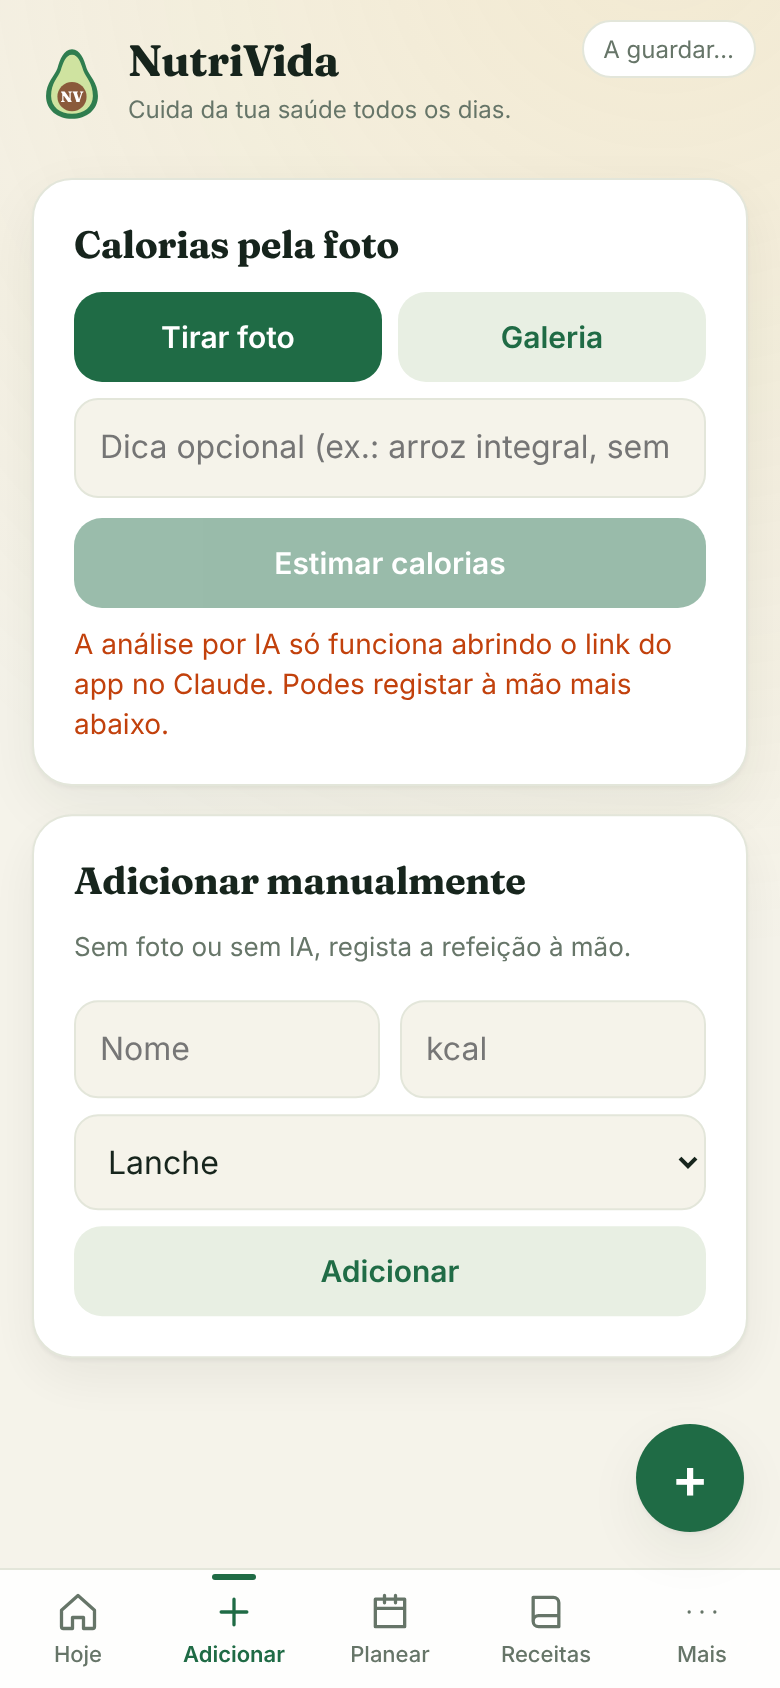 NV
NutriVida
A guardar...
Cuida da tua saúde todos os dias.
Calorias pela foto
Tirar foto
Galeria
Dica opcional (ex.: arroz integral, sem
Estimar calorias
A análise por IA só funciona abrindo o link do
app no Claude. Podes registar à mão mais
abaixo.
Adicionar manualmente
Sem foto ou sem IA, regista a refeição à mão.
Nome
kcal
Lanche
Adicionar
+
Hoje
Adicionar
Planear
Receitas
Mais